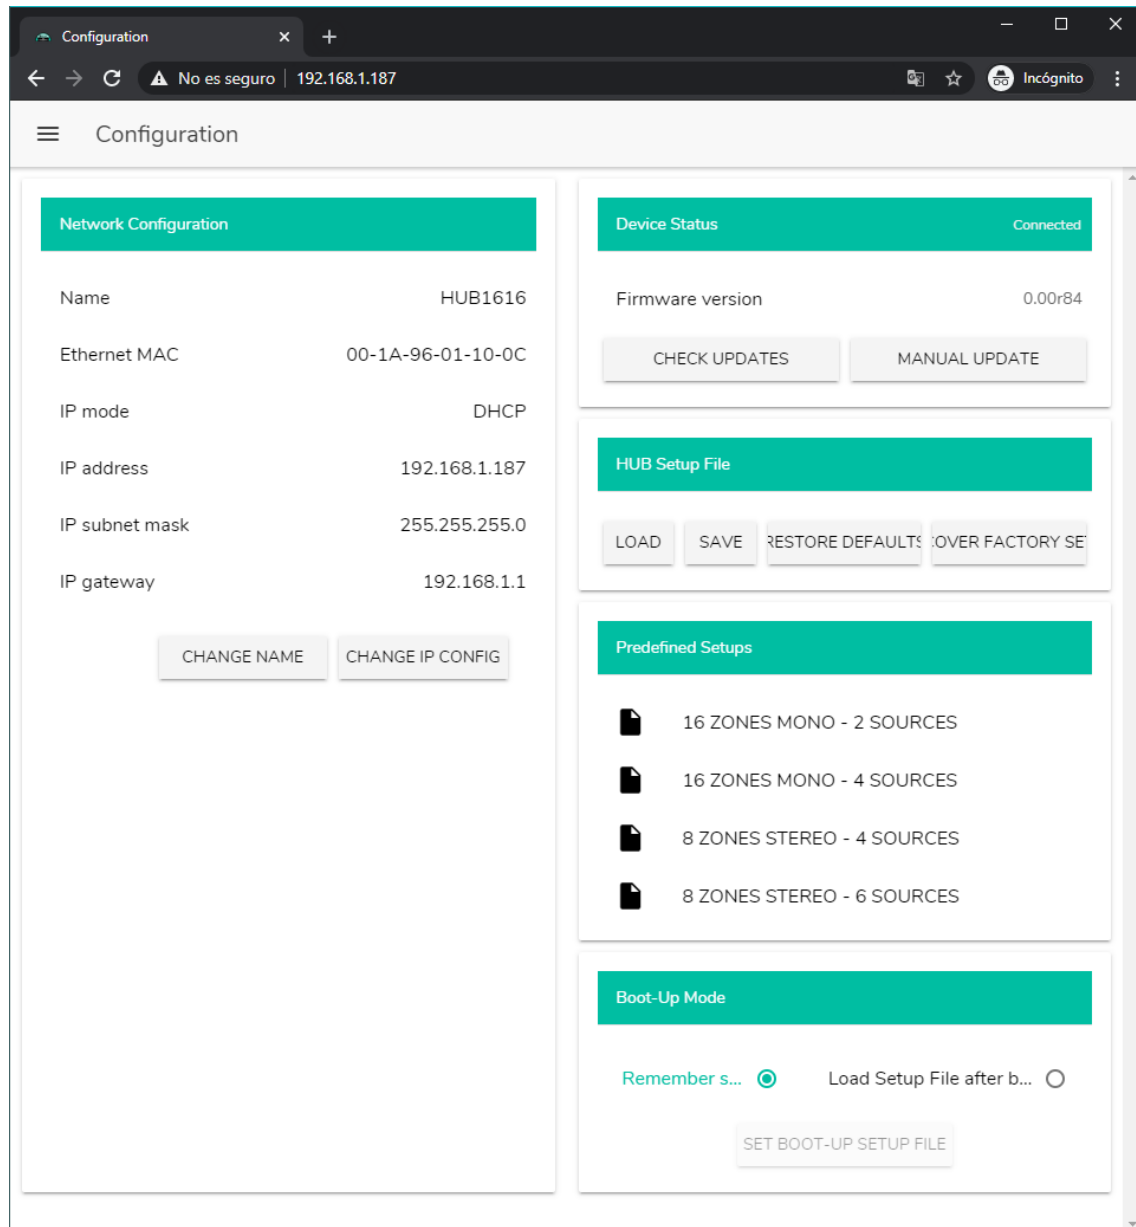 Configuration
No es seguro | 192.168.1.187
Incógnito
Configuration
Network Configuration
Name HUB1616
Ethernet MAC 00-1A-96-01-10-0C
IP mode DHCP
IP address 192.168.1.187
IP subnet mask 255.255.255.0
IP gateway 192.168.1.1
CHANGE NAME CHANGE IP CONFIG
Device Status Connected
Firmware version 0.00r84
CHECK UPDATES MANUAL UPDATE
HUB Setup File
LOAD SAVE RESTORE DEFAULTS COVER FACTORY SE
Predefined Setups
16 ZONES MONO - 2 SOURCES
16 ZONES MONO - 4 SOURCES
8 ZONES STEREO - 4 SOURCES
8 ZONES STEREO - 6 SOURCES
Boot-Up Mode
Remember s... Load Setup File after b...
SET BOOT-UP SETUP FILE